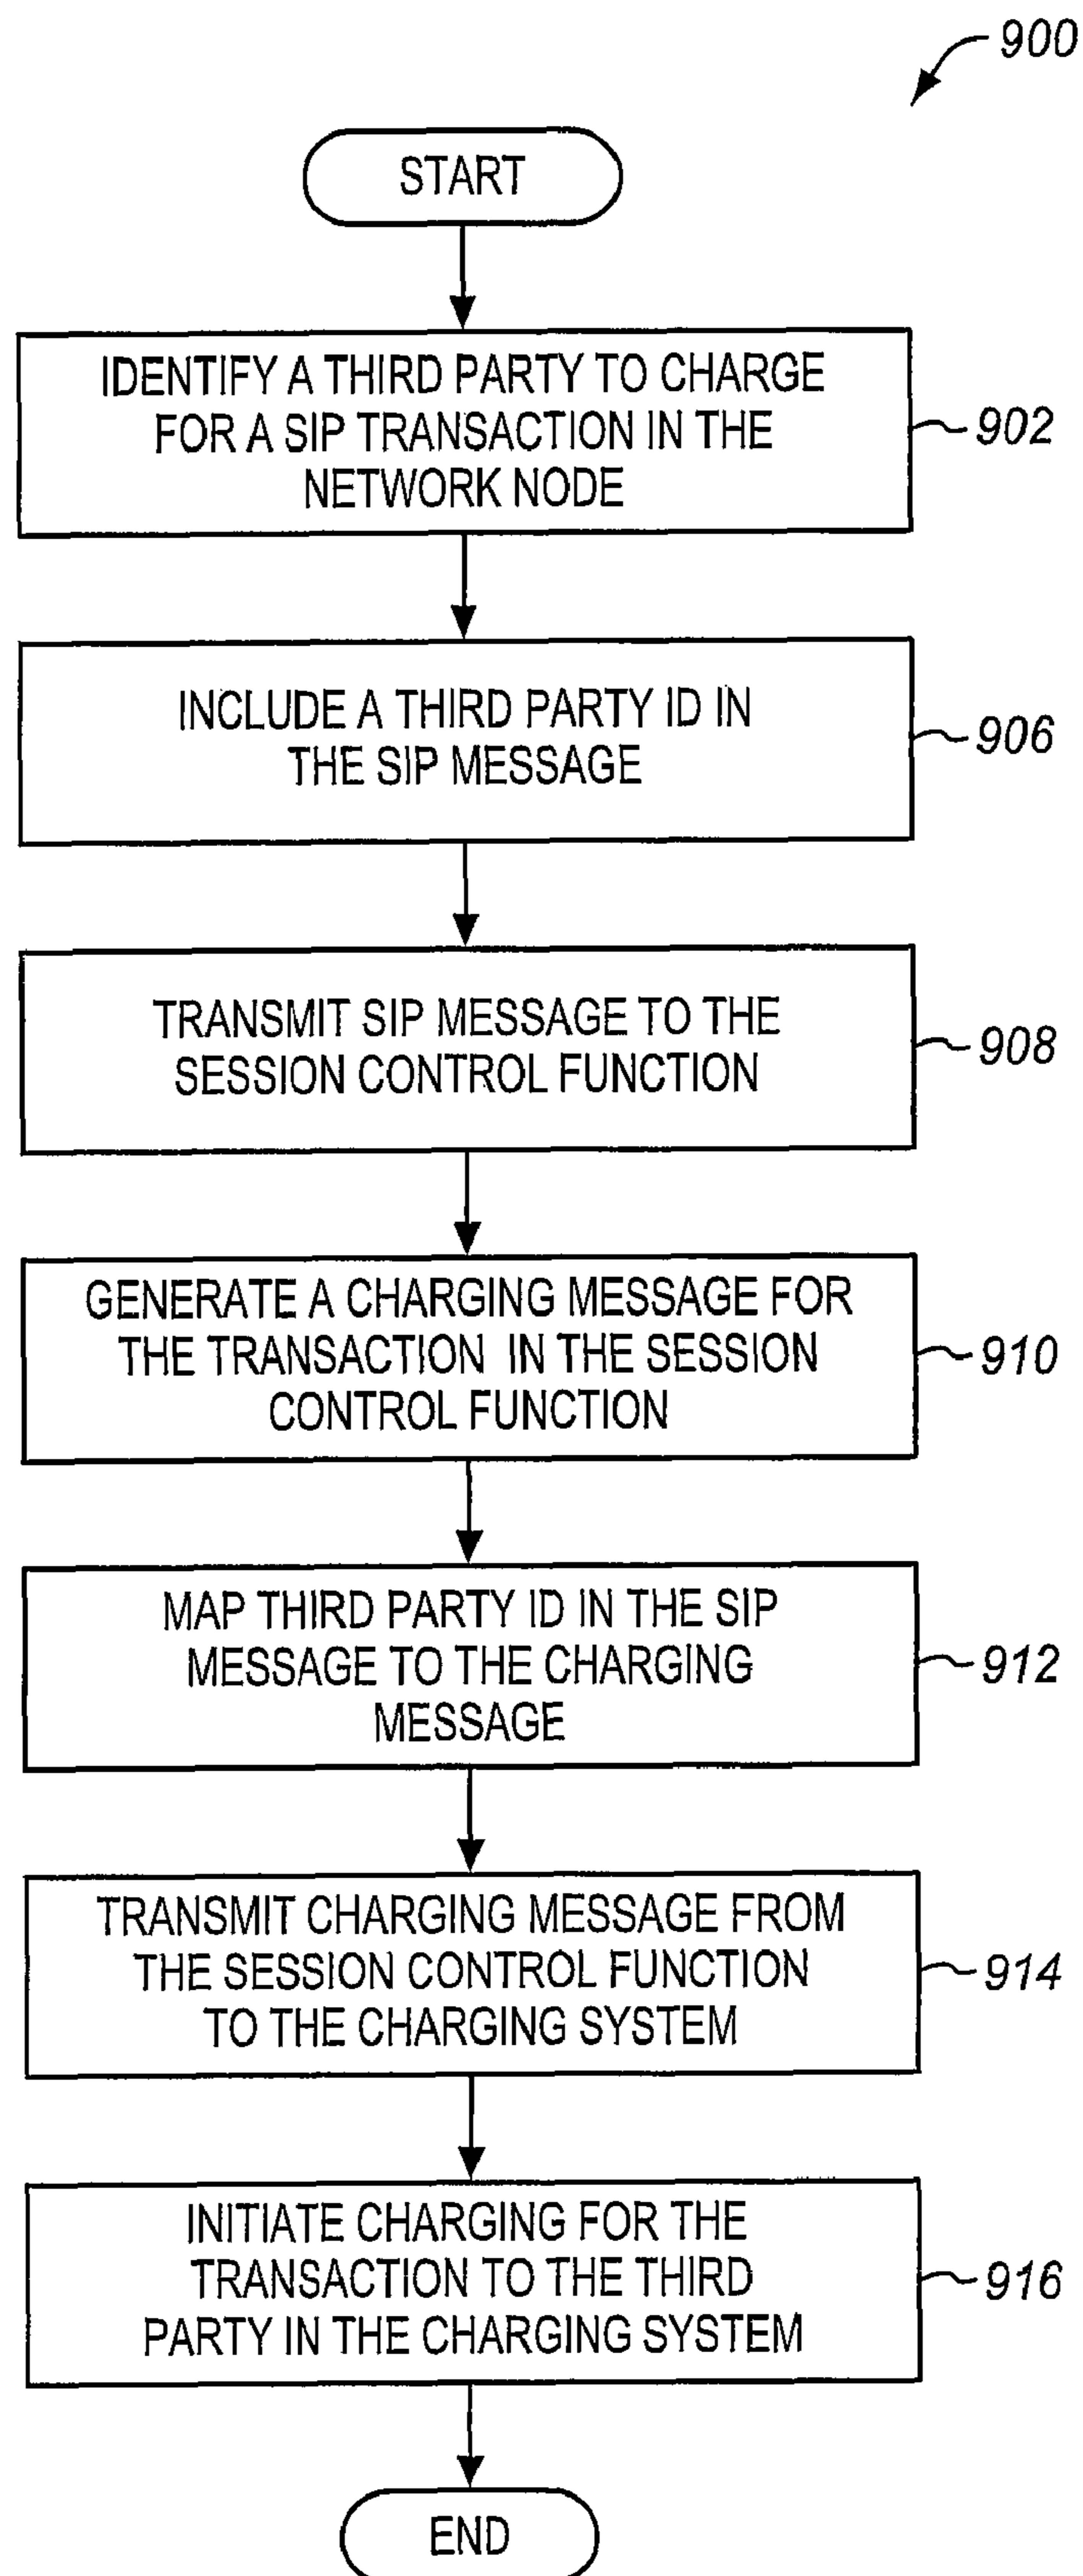 900
START
IDENTIFY A THIRD PARTY TO CHARGE
FOR A SIP TRANSACTION IN THE
NETWORK NODE
902
INCLUDE A THIRD PARTY ID IN
THE SIP MESSAGE
906
TRANSMIT SIP MESSAGE TO THE
SESSION CONTROL FUNCTION
908
GENERATE A CHARGING MESSAGE FOR
THE TRANSACTION IN THE SESSION
CONTROL FUNCTION
910
MAP THIRD PARTY ID IN THE SIP
MESSAGE TO THE CHARGING
MESSAGE
912
TRANSMIT CHARGING MESSAGE FROM
THE SESSION CONTROL FUNCTION
TO THE CHARGING SYSTEM
914
INITIATE CHARGING FOR THE
TRANSACTION TO THE THIRD
PARTY IN THE CHARGING SYSTEM
916
END